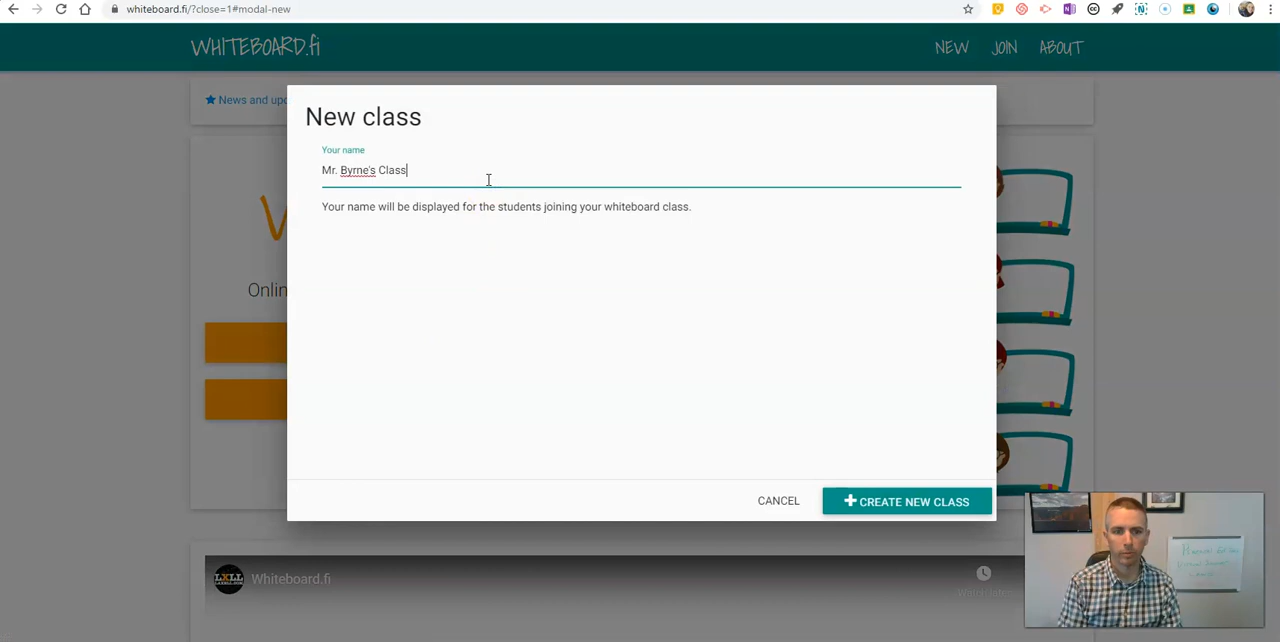 whiteboard.fi/?close=1#modal-new
WHITEBOARD.fi
NEW JOIN ABOUT
News and upd
New class
Your name
Mr. Byrne's Class
Your name will be displayed for the students joining your whiteboard class.
W
Onlin
CANCEL
+ CREATE NEW CLASS
Whiteboard.fi